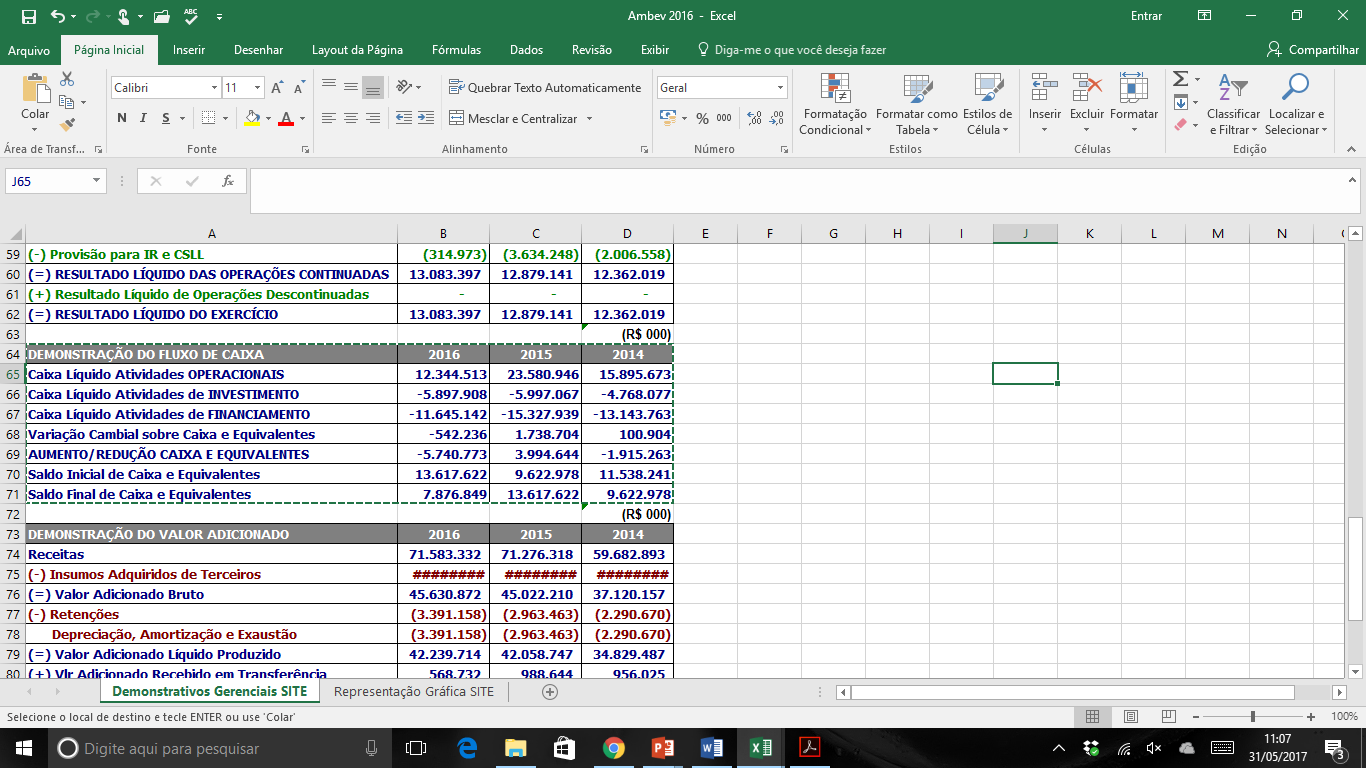 ABC
Ambev 2016 - Excel
Entrar
Arquivo
Página Inicial
Inserir
Desenhar
Layout da Página
Fórmulas
Dados
Revisão
Exibir
Diga-me o que você deseja fazer
Compartilhar
Colar
Calibri
11
Quebrar Texto Automaticamente
Geral
N I S
Mesclar e Centralizar
% 000
Formatação Condicional
Formatar como Tabela
Estilos de Célula
Inserir
Excluir
Formatar
Classificar e Filtrar
Localizar e Selecionar
Área de Transf...
Fonte
Alinhamento
Número
Estilos
Células
Edição
J65
fx
A B C D E F G H I J K L M N
59 (-) Provisão para IR e CSLL (314.973) (3.634.248) (2.006.558)
60 (=) RESULTADO LÍQUIDO DAS OPERAÇÕES CONTINUADAS 13.083.397 12.879.141 12.362.019
61 (+) Resultado Líquido de Operações Descontinuadas - - -
62 (=) RESULTADO LÍQUIDO DO EXERCÍCIO 13.083.397 12.879.141 12.362.019
63 (R$ 000)
64 DEMONSTRAÇÃO DO FLUXO DE CAIXA 2016 2015 2014
65 Caixa Líquido Atividades OPERACIONAIS 12.344.513 23.580.946 15.895.673
66 Caixa Líquido Atividades de INVESTIMENTO -5.897.908 -5.997.067 -4.768.077
67 Caixa Líquido Atividades de FINANCIAMENTO -11.645.142 -15.327.939 -13.143.763
68 Variação Cambial sobre Caixa e Equivalentes -542.236 1.738.704 100.904
69 AUMENTO/REDUÇÃO CAIXA E EQUIVALENTES -5.740.773 3.994.644 -1.915.263
70 Saldo Inicial de Caixa e Equivalentes 13.617.622 9.622.978 11.538.241
71 Saldo Final de Caixa e Equivalentes 7.876.849 13.617.622 9.622.978
72 (R$ 000)
73 DEMONSTRAÇÃO DO VALOR ADICIONADO 2016 2015 2014
74 Receitas 71.583.332 71.276.318 59.682.893
75 (-) Insumos Adquiridos de Terceiros ######## ######## ########
76 (=) Valor Adicionado Bruto 45.630.872 45.022.210 37.120.157
77 (-) Retenções (3.391.158) (2.963.463) (2.290.670)
78 Depreciação, Amortização e Exaustão (3.391.158) (2.963.463) (2.290.670)
79 (=) Valor Adicionado Líquido Produzido 42.239.714 42.058.747 34.829.487
80 (+) Vlr Adicionado Recebido em Transferência 568.732 988.644 956.025
Demonstrativos Gerenciais SITE
Representação Gráfica SITE
Selecione o local de destino e tecle ENTER ou use 'Colar'
100%
Digite aqui para pesquisar
11:07
31/05/2017
3